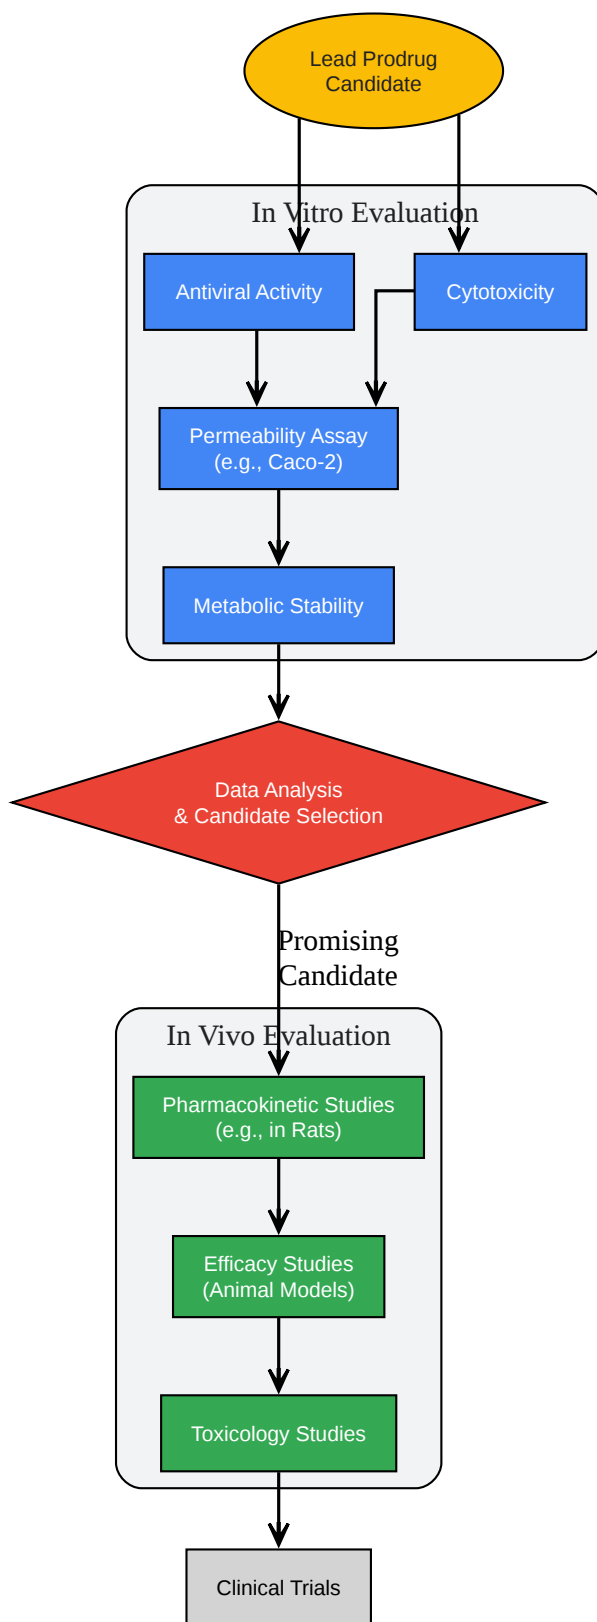 Lead Prodrug
Candidate
In Vitro Evaluation
Antiviral Activity
Cytotoxicity
Permeability Assay
(e.g., Caco-2)
Metabolic Stability
Data Analysis
& Candidate Selection
Promising
Candidate
In Vivo Evaluation
Pharmacokinetic Studies
(e.g., in Rats)
Efficacy Studies
(Animal Models)
Toxicology Studies
Clinical Trials